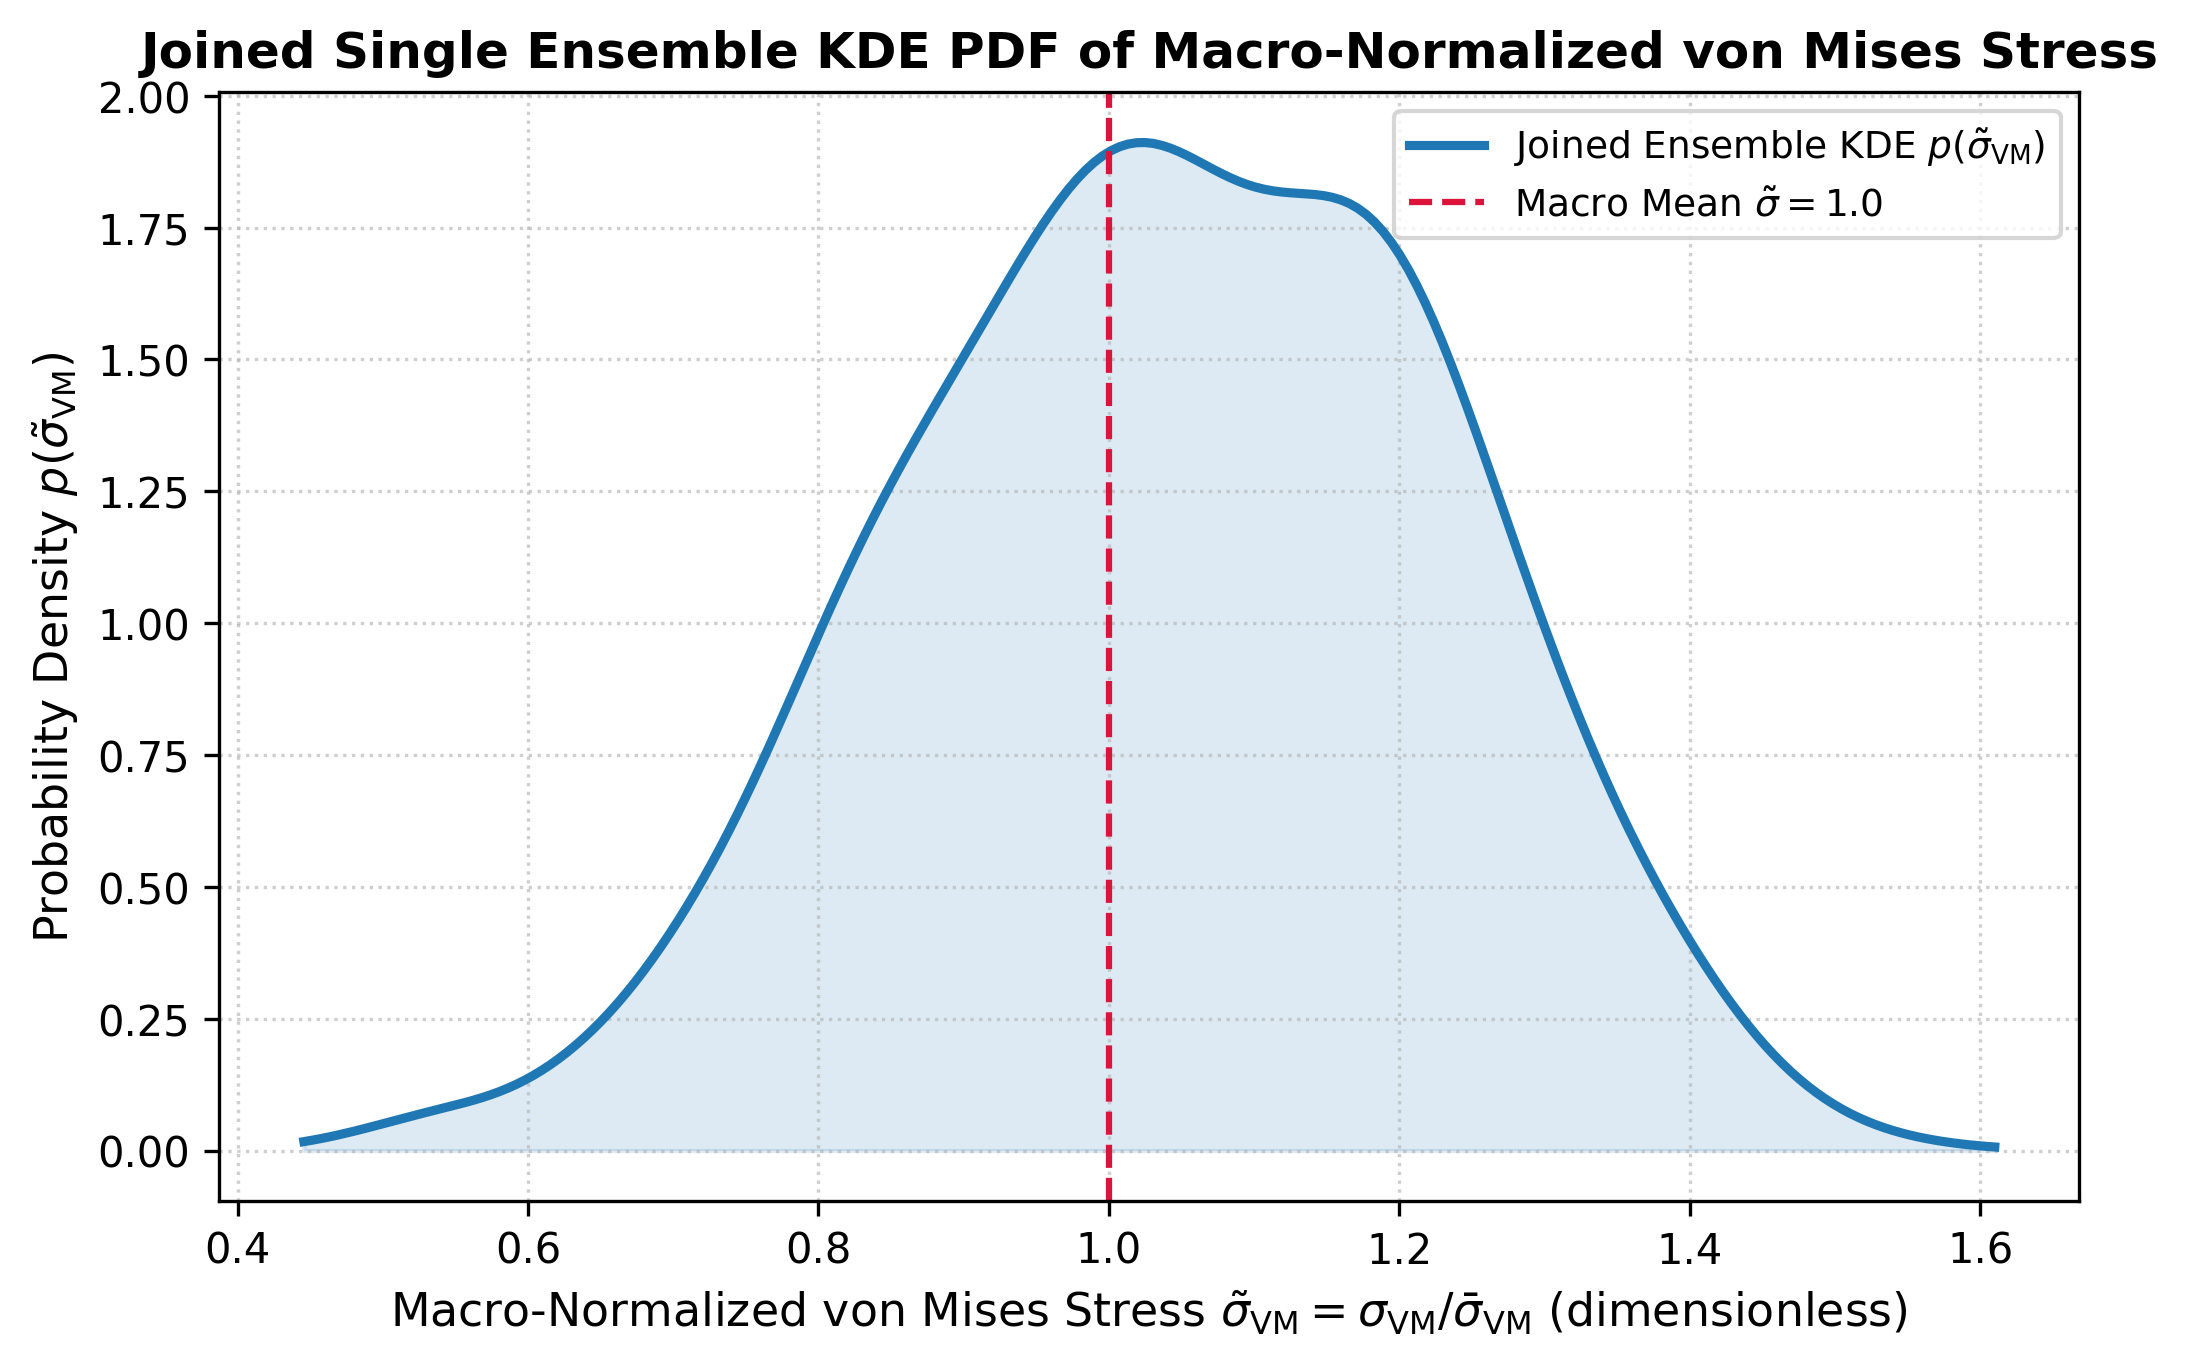 Joined Single Ensemble KDE PDF of Macro-Normalized von Mises Stress
Joined Ensemble KDE p(σ̃VM)
Macro Mean σ̃ = 1.0
Probability Density p(σ̃VM)
2.00
1.75
1.50
1.25
1.00
0.75
0.50
0.25
0.00
0.4 0.6 0.8 1.0 1.2 1.4 1.6
Macro-Normalized von Mises Stress σ̃VM = σVM/σ̄VM (dimensionless)